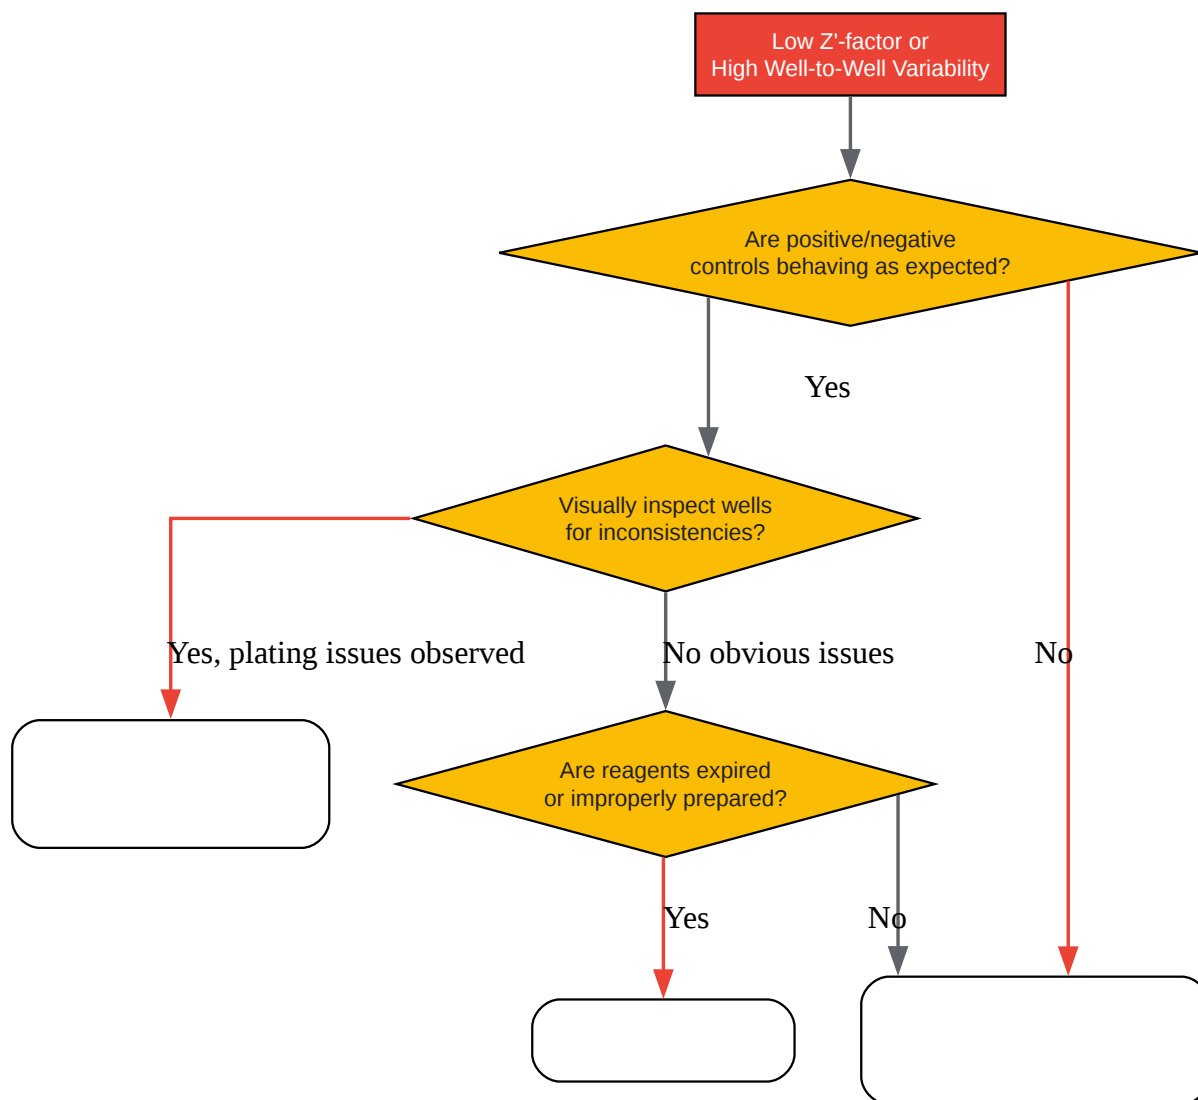 Low Z'-factor or
High Well-to-Well Variability
Are positive/negative
controls behaving as expected?
Yes
Visually inspect wells
for inconsistencies?
Yes, plating issues observed
No obvious issues
No
Are reagents expired
or improperly prepared?
Yes
No